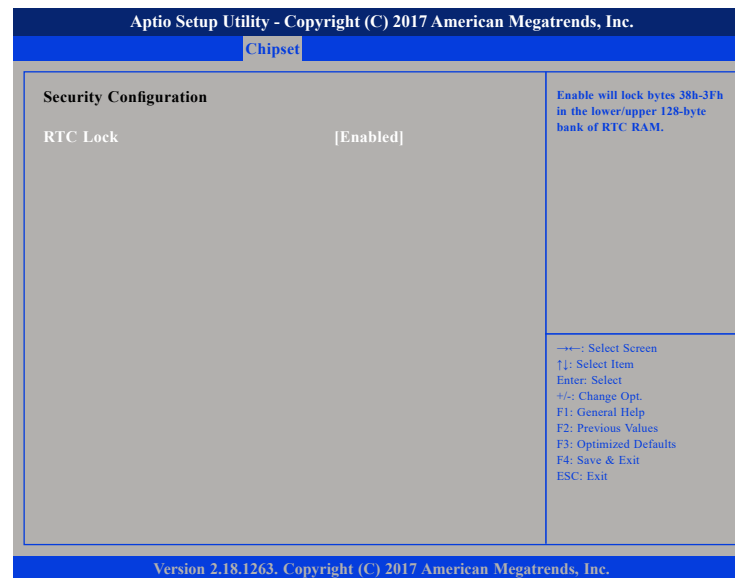 Aptio Setup Utility - Copyright (C) 2017 American Megatrends, Inc.
Chipset
Security Configuration
RTC Lock [Enabled]
Enable will lock bytes 38h-3Fh
in the lower/upper 128-byte
bank of RTC RAM.
→←: Select Screen
↑↓: Select Item
Enter: Select
+/-: Change Opt.
F1: General Help
F2: Previous Values
F3: Optimized Defaults
F4: Save & Exit
ESC: Exit
Version 2.18.1263. Copyright (C) 2017 American Megatrends, Inc.